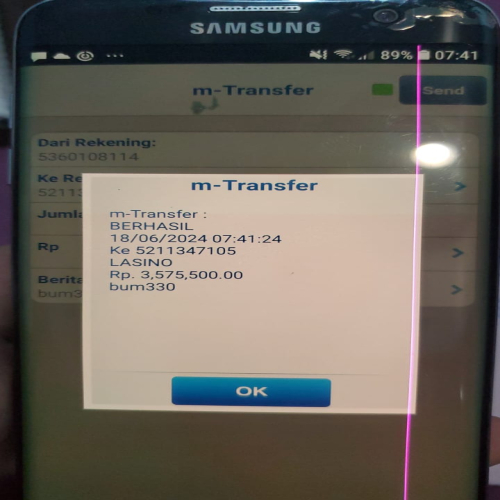 SAMSUNG
89% 07:41
m-Transfer
Send
Dari Rekening:
5360108114
Ke Re
5211
Jumla
Rp
Berita
bum3
m-Transfer
m-Transfer :
BERHASIL
18/06/2024 07:41:24
Ke 5211347105
LASINO
Rp. 3,575,500.00
bum330
OK